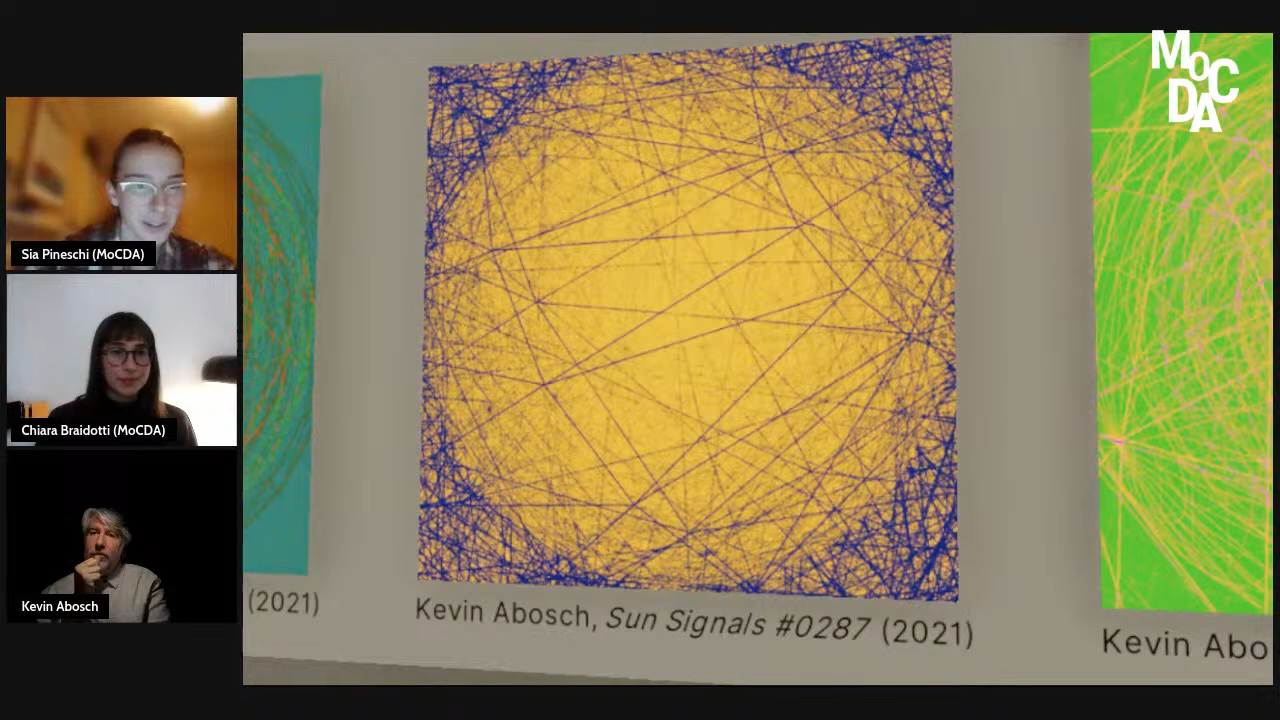 MoCDA
Sia Pineschi (MoCDA)
Chiara Braidotti (MoCDA)
Kevin Abosch
(2021)
Kevin Abosch, Sun Signals #0287 (2021)
Kevin Abo